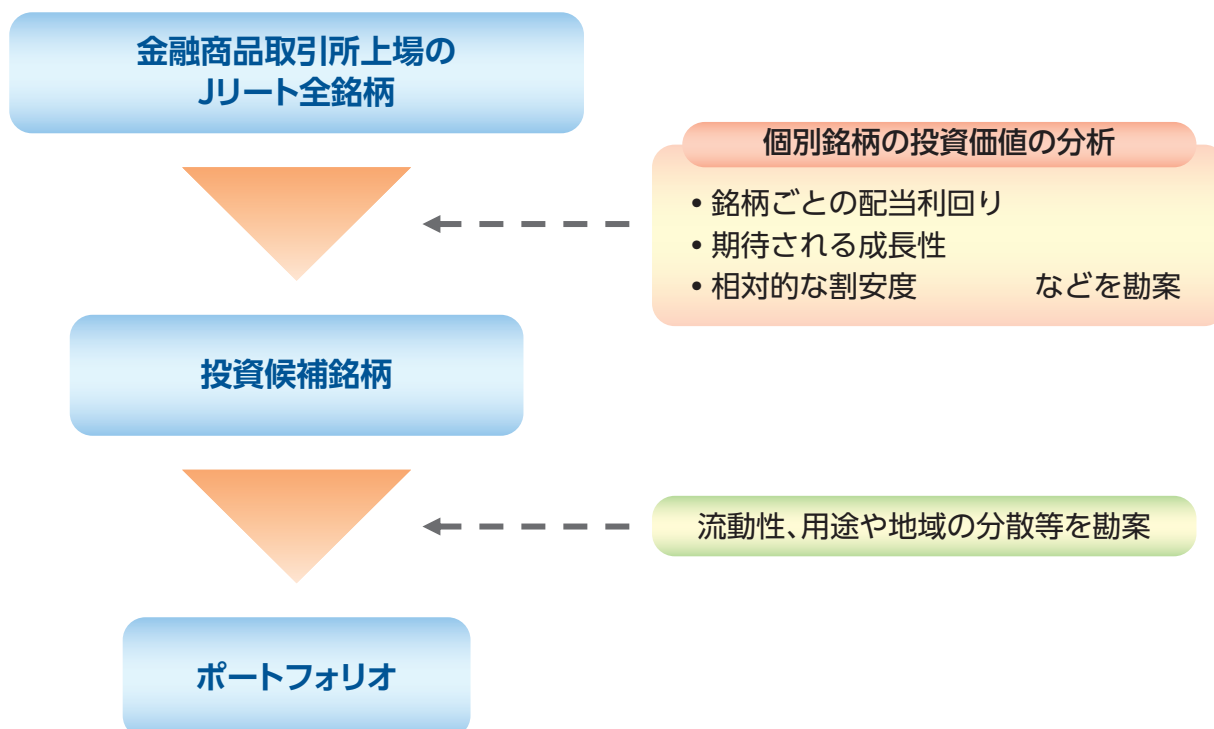 金融商品取引所上場の
Jリート全銘柄
個別銘柄の投資価値の分析
• 銘柄ごとの配当利回り
• 期待される成長性
• 相対的な割安度 などを勘案
投資候補銘柄
流動性、用途や地域の分散等を勘案
ポートフォリオ